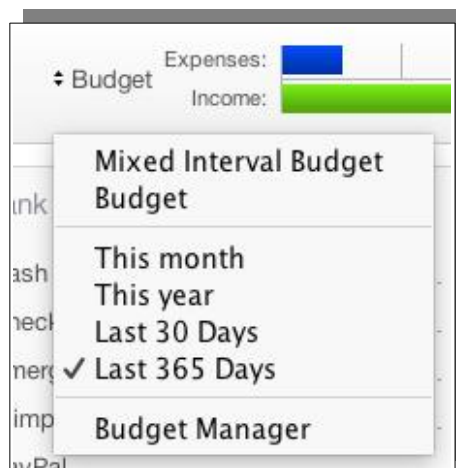 Expenses:
Budget
Income:
Mixed Interval Budget
Budget
This month
This year
Last 30 Days
Last 365 Days
Budget Manager